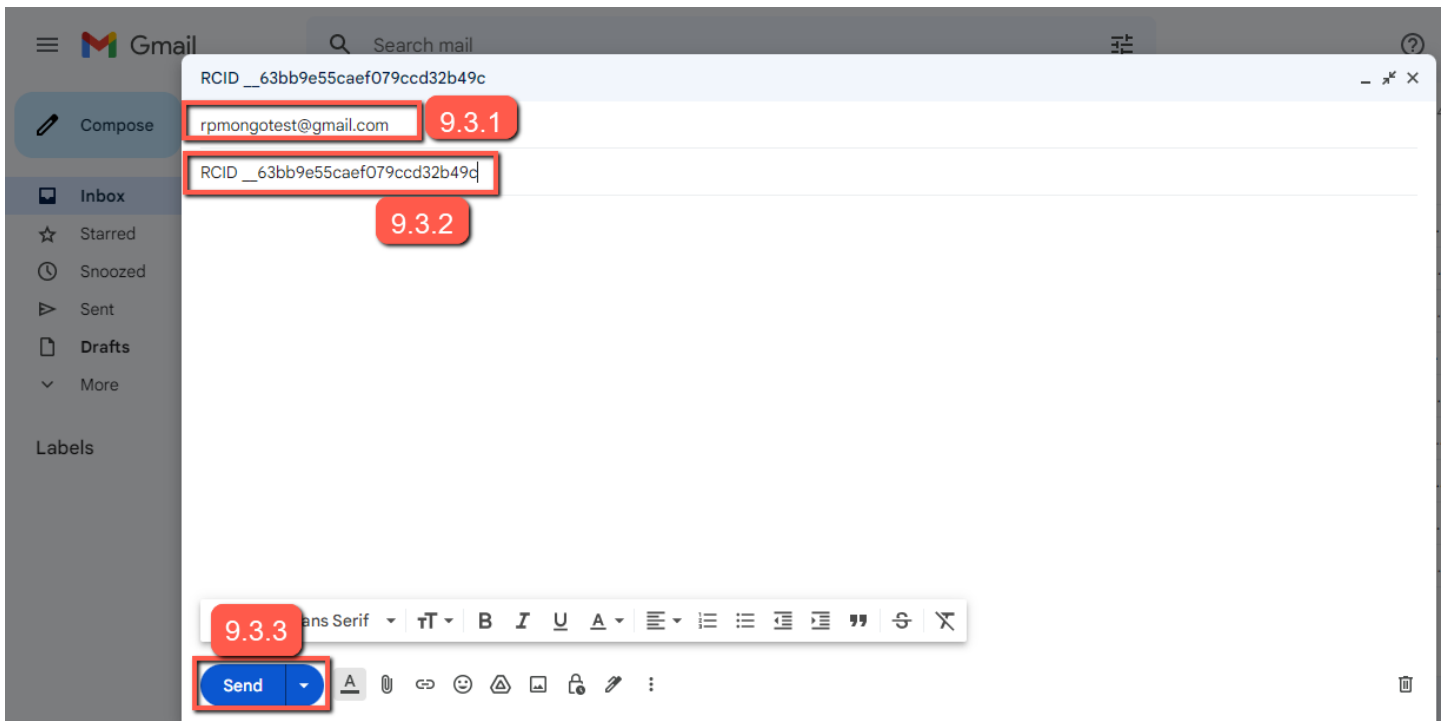 Gmail
Search mail
RCID __63bb9e55caef079ccd32b49c
Compose
rpmongotest@gmail.com
9.3.1
RCID __63bb9e55caef079ccd32b49c
9.3.2
Inbox
Starred
Snoozed
Sent
Drafts
More
Labels
9.3.3
ans Serif
B I U A
Send
A